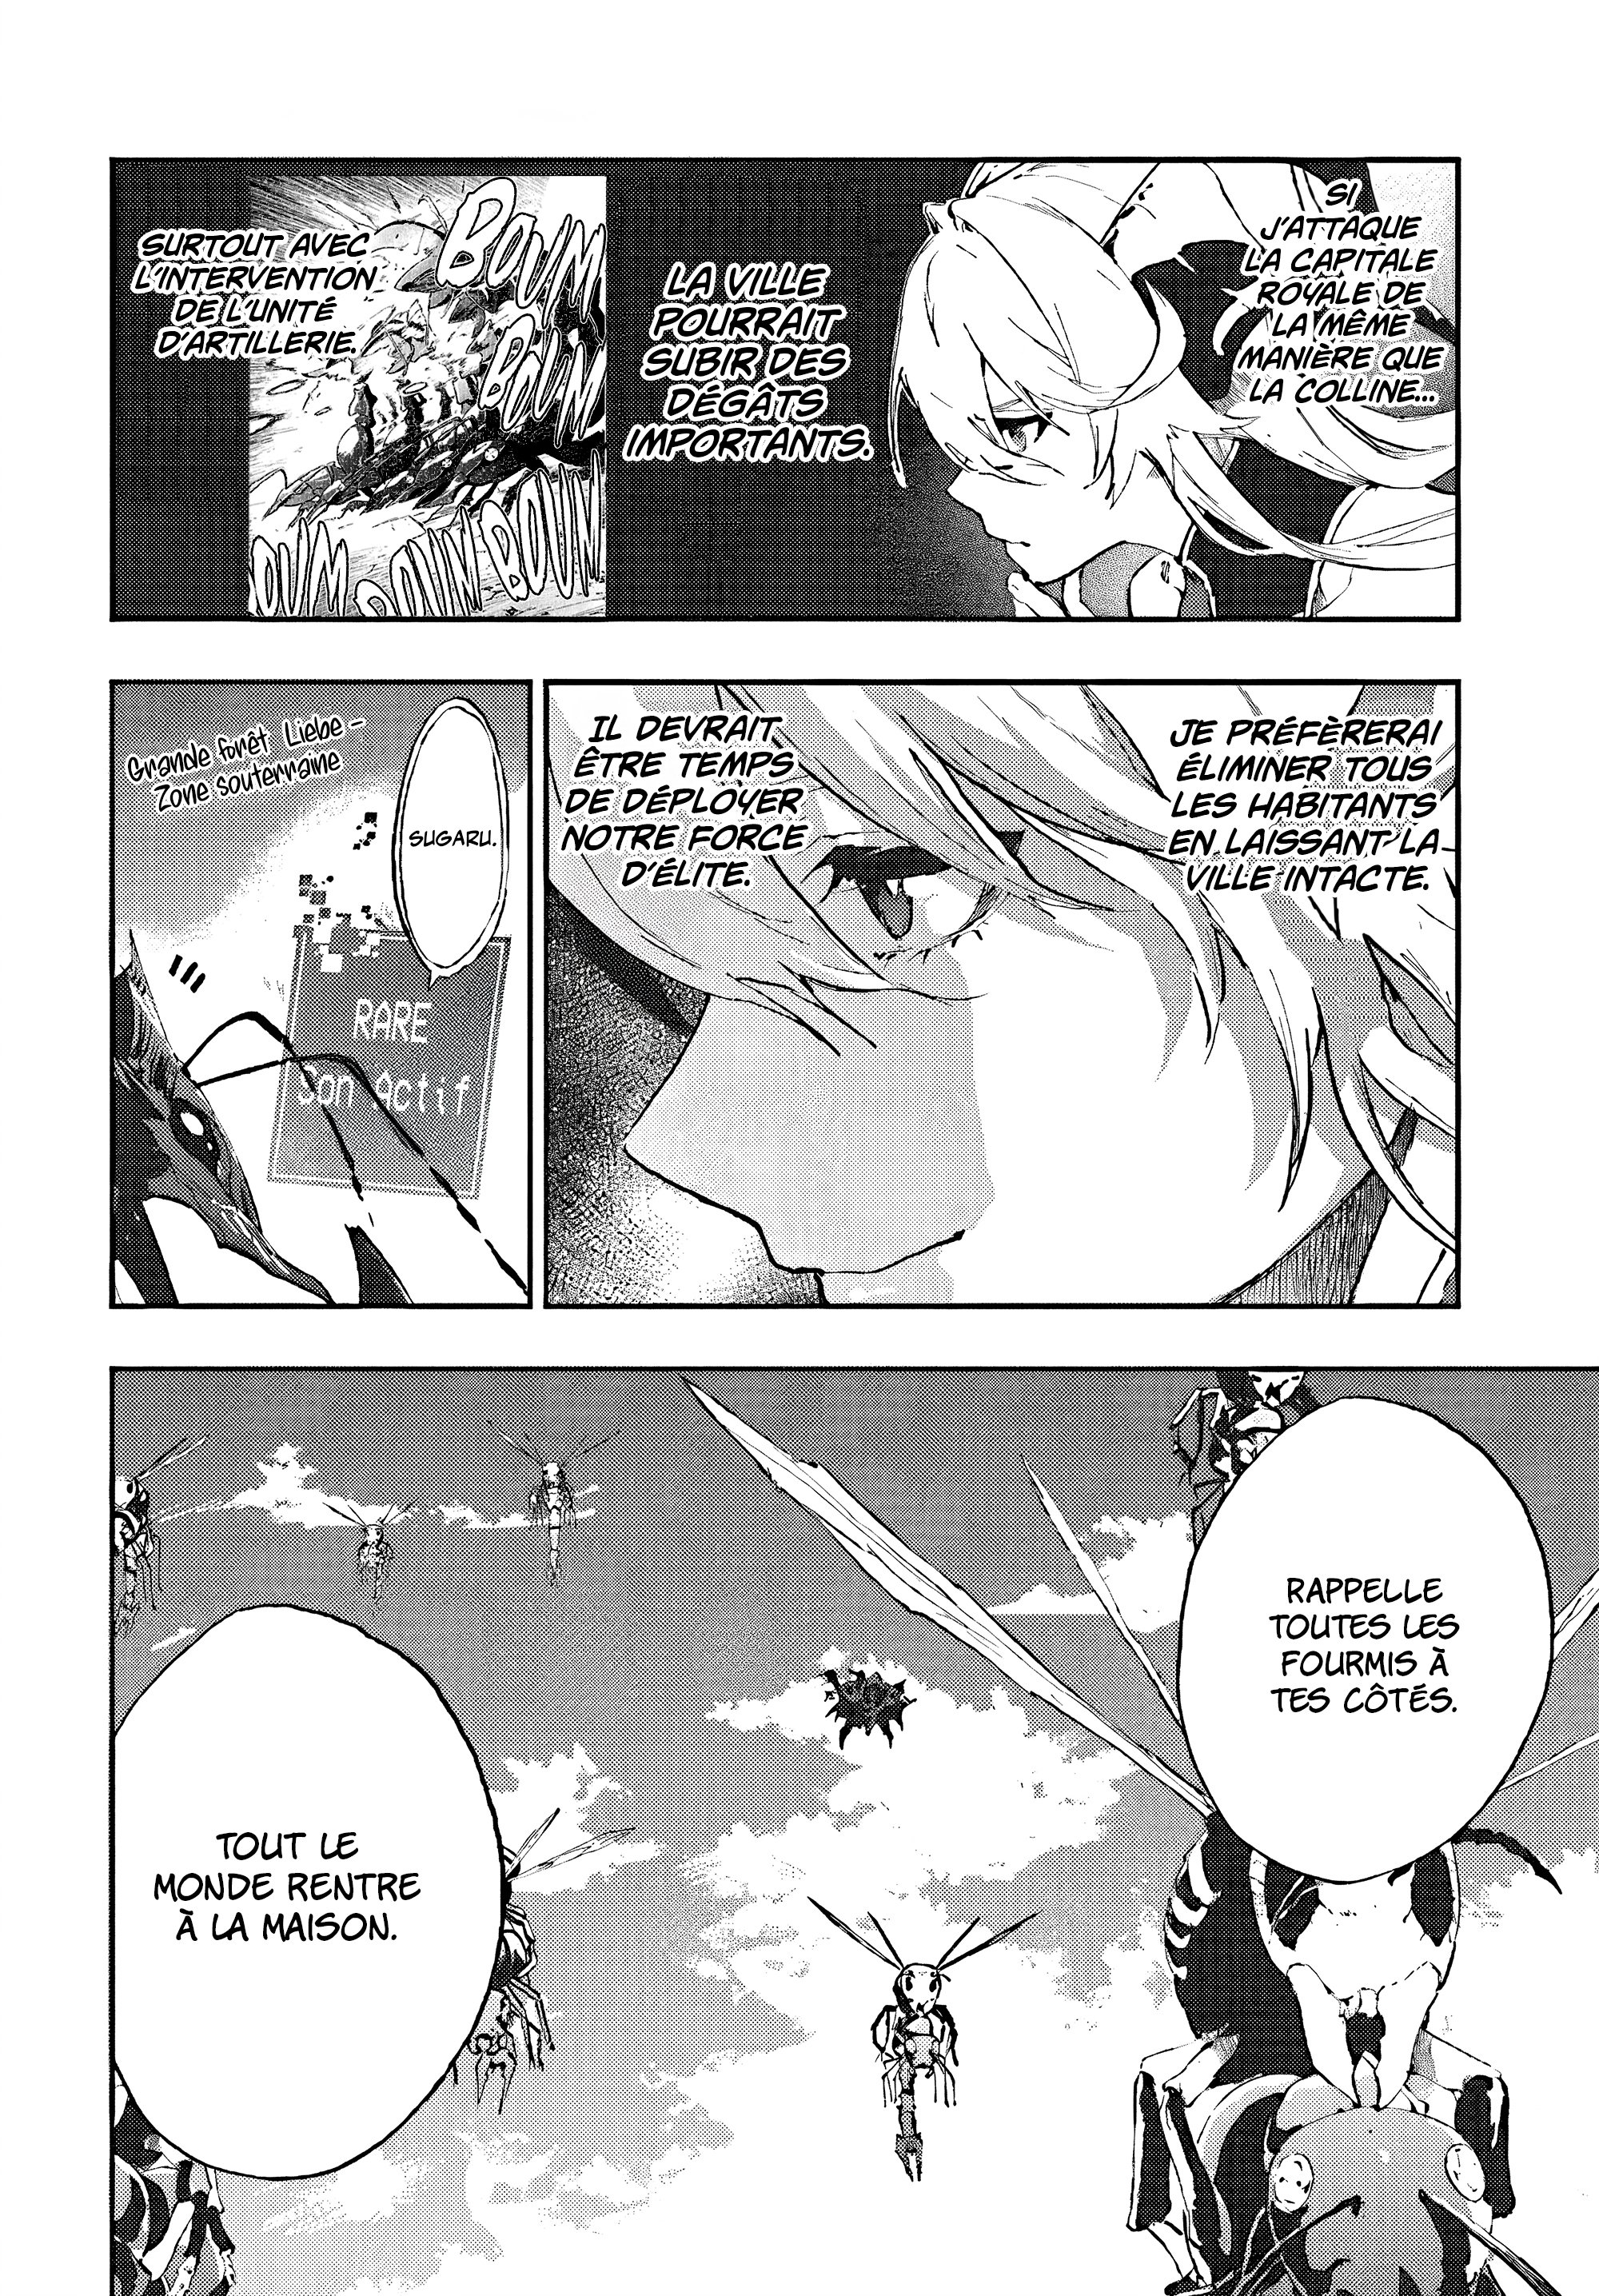 SI
J'ATTAQUE
LA CAPITALE
ROYALE DE
LA MÊME
MANIÈRE QUE
LA COLLINE...
LA VILLE
POURRAIT
SUBIR DES
DÉGÂTS
IMPORTANTS.
SURTOUT AVEC
L'INTERVENTION
DE L'UNITÉ
D'ARTILLERIE.
BOUM
BOUM
OUM
BOUM
BOUM
JE PRÉFÈRERAI
ÉLIMINER TOUS
LES HABITANTS
EN LAISSANT LA
VILLE INTACTE.
IL DEVRAIT
ÊTRE TEMPS
DE DÉPLOYER
NOTRE FORCE
D'ÉLITE.
Grande forêt Liebe -
Zone souterraine
SUGARU.
RARE
Son Actif
RAPPELLE
TOUTES LES
FOURMIS À
TES CÔTÉS.
TOUT LE
MONDE RENTRE
À LA MAISON.